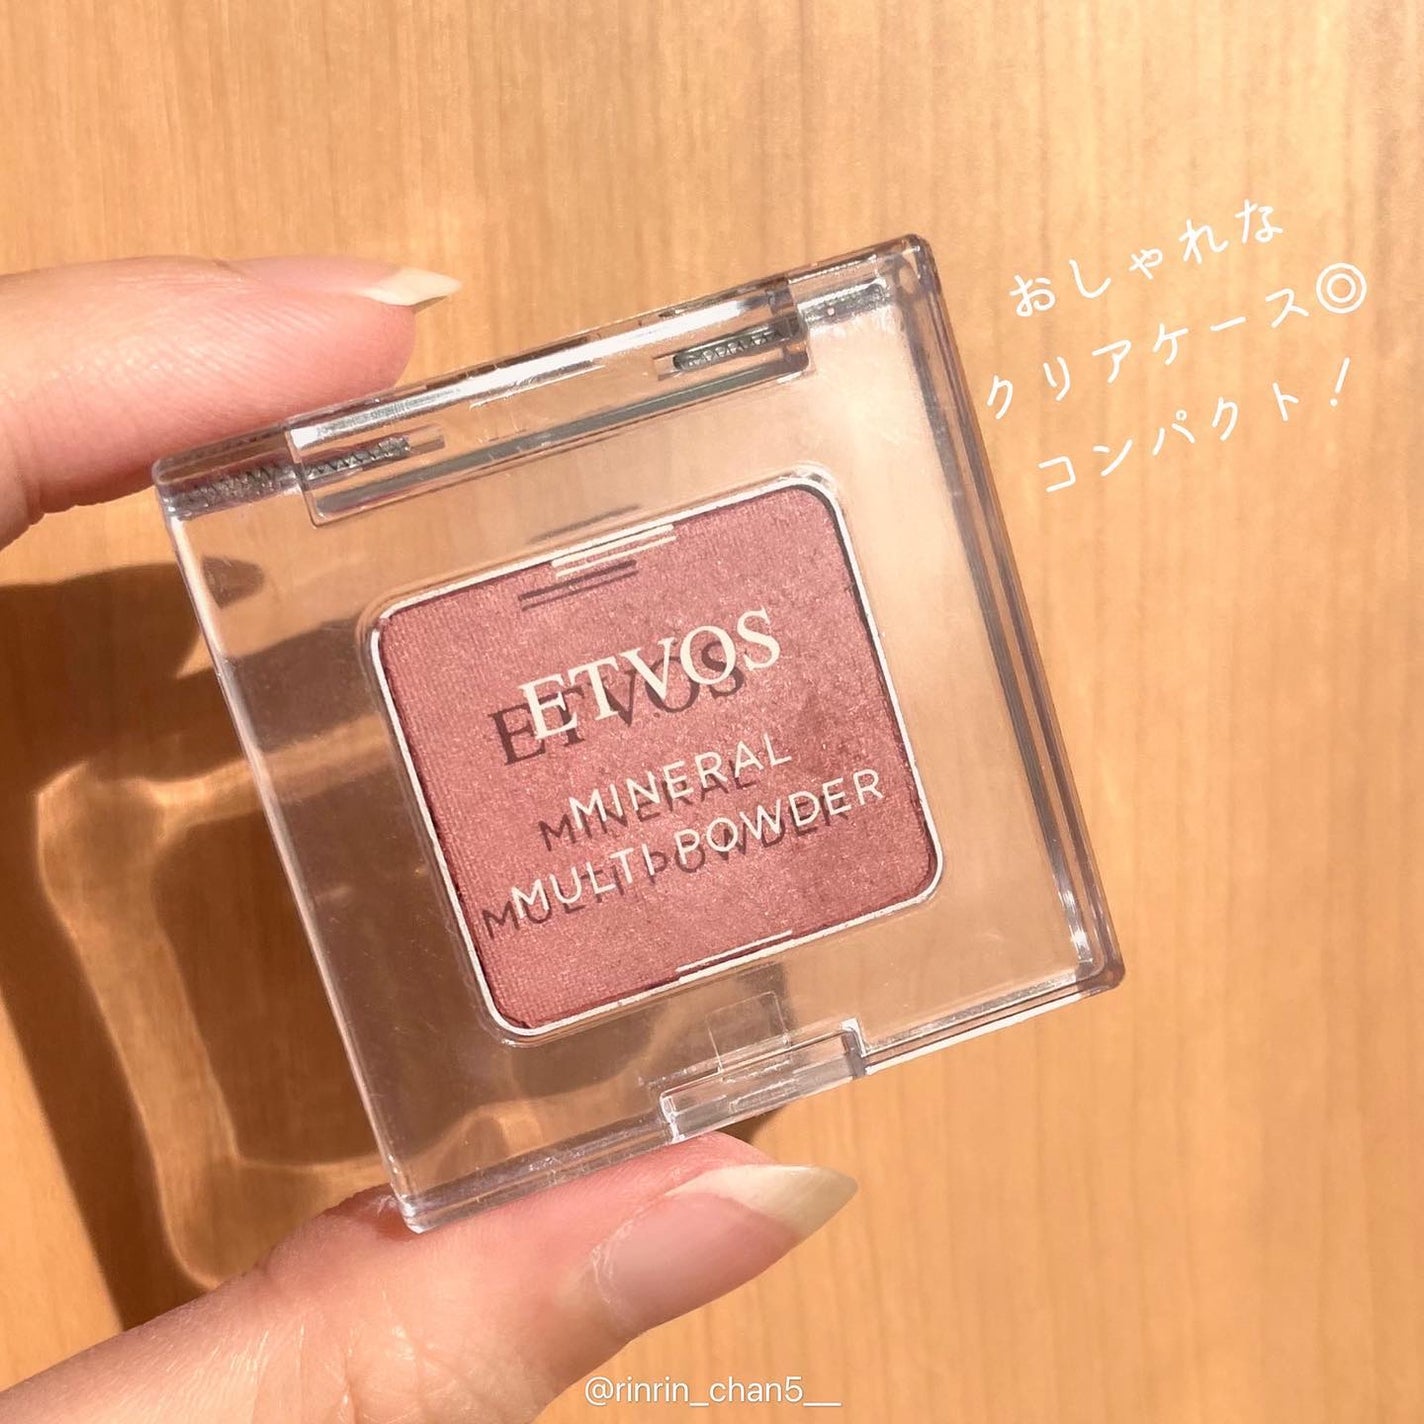 おしゃれな
クリアケース◎
コンパクト！
ETVOS
MINERAL
MULTI POWDER
@rinrin_chan5__